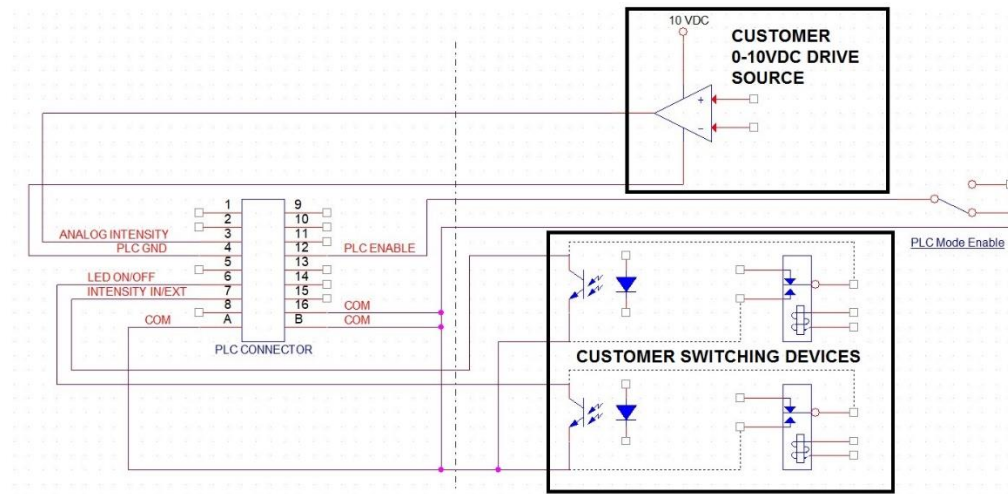 10 VDC
CUSTOMER
0-10VDC DRIVE
SOURCE
+
−
1
2
ANALOG INTENSITY 3
PLC GND 4
5
LED ON/OFF 6
INTENSITY IN/EXT 7
8
COM A
9
10
11
12 PLC ENABLE
13
14
15
16 COM
B COM
PLC CONNECTOR
PLC Mode Enable
CUSTOMER SWITCHING DEVICES